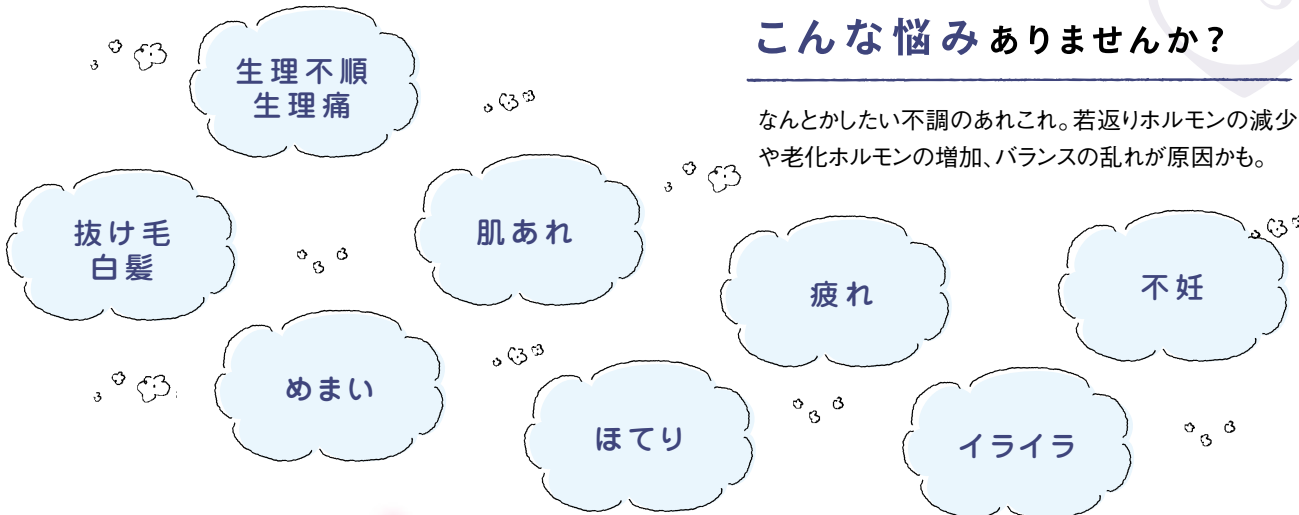 こんな悩みありませんか？
なんとかしたい不調のあれこれ。若返りホルモンの減少
や老化ホルモンの増加、バランスの乱れが原因かも。
生理不順
生理痛
抜け毛
白髪
肌あれ
疲れ
不妊
めまい
ほてり
イライラ